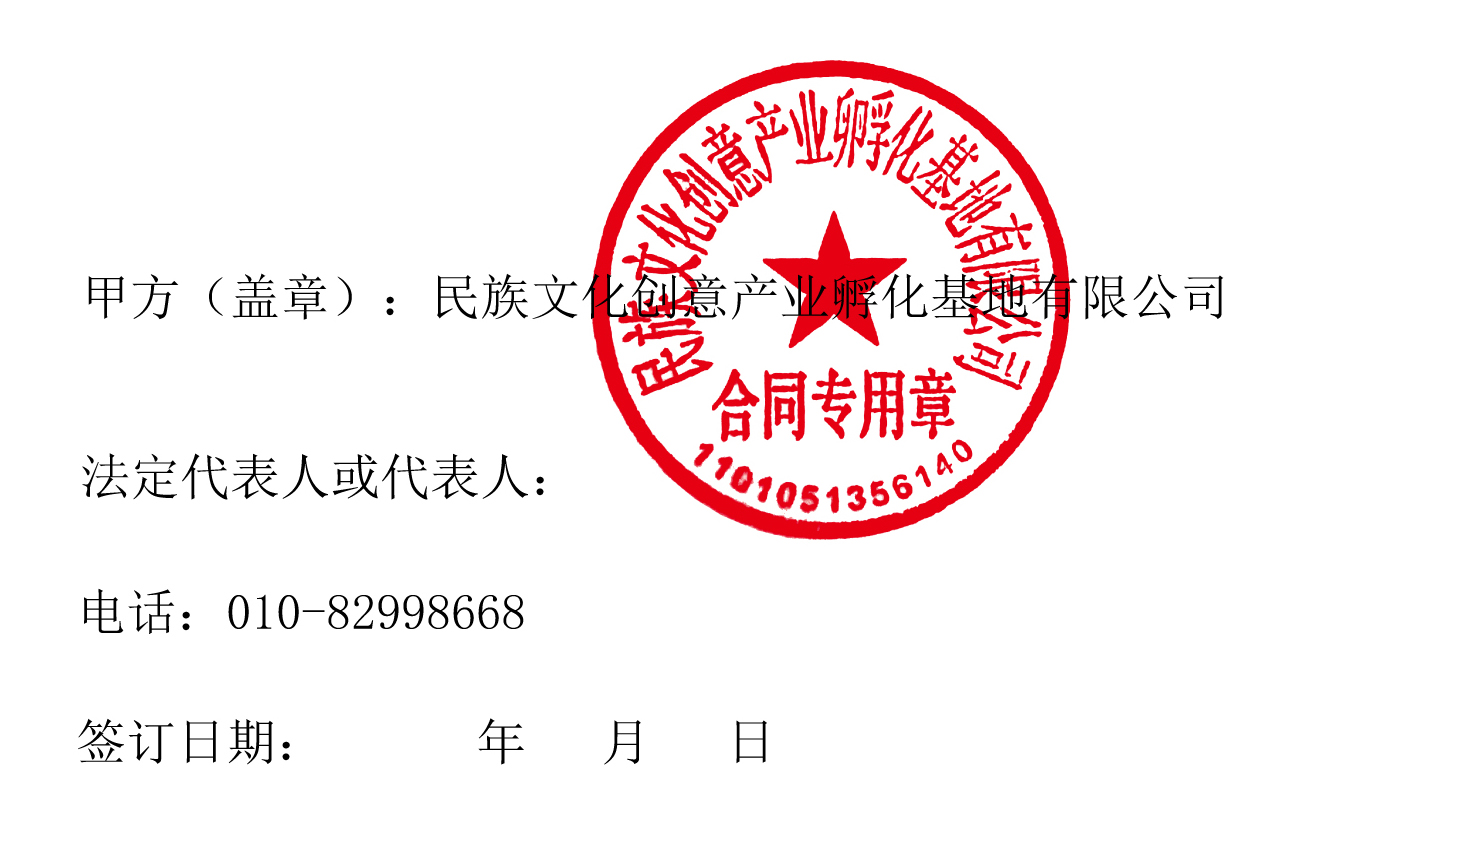 民族文化创意产业孵化基地有限公司
甲方（盖章）：民族文化创意产业孵化基地有限公司
合同专用章
1101051356140
法定代表人或代表人：
电话：010-82998668
签订日期： 年 月 日